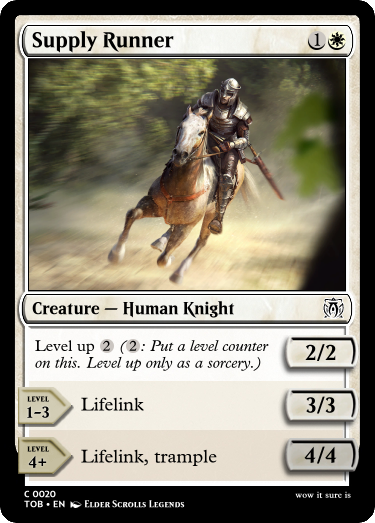 Supply Runner 1
Creature — Human Knight
Level up 2 (2: Put a level counter
on this. Level up only as a sorcery.)
2/2
LEVEL
1-3
Lifelink
3/3
LEVEL
4+
Lifelink, trample
4/4
C 0020
TOB • EN Elder Scrolls Legends
wow it sure is